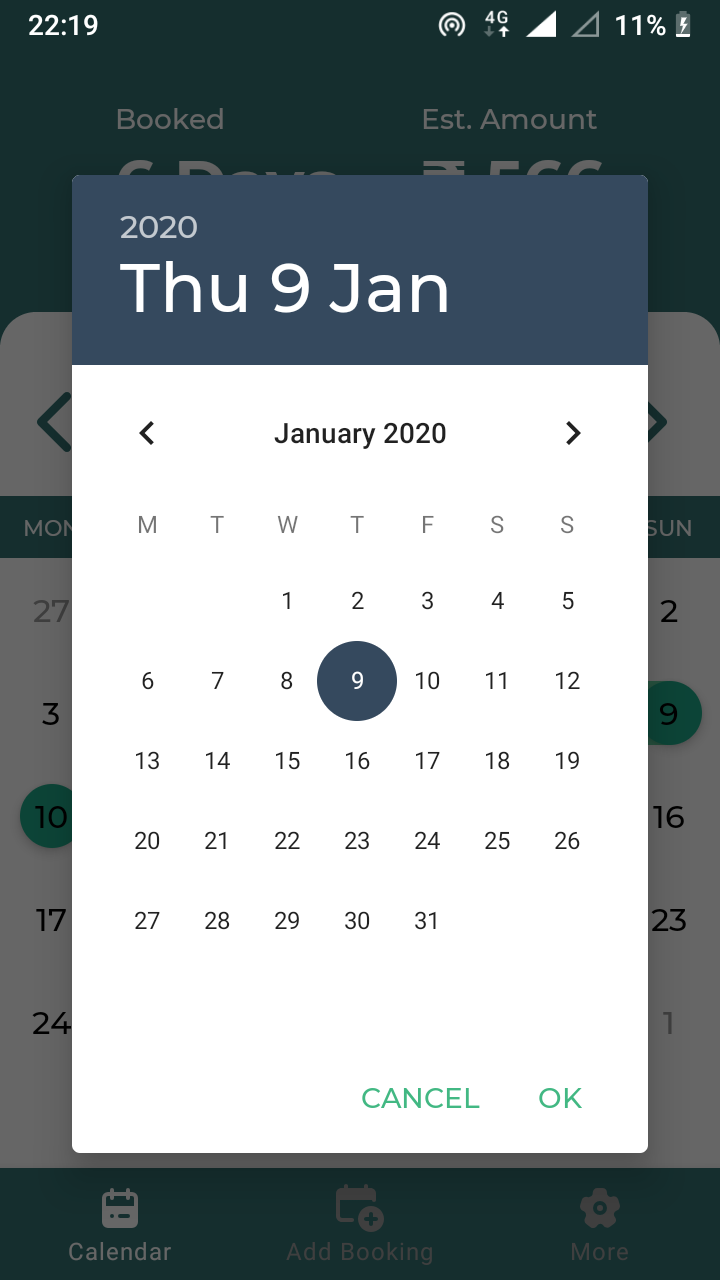 22:19 4G 11%
Booked Est. Amount
2020
Thu 9 Jan
January 2020
M T W T F S S
SUN
1 2 3 4 5
27 2
6 7 8 9 10 11 12
3 9
13 14 15 16 17 18 19
10 16
20 21 22 23 24 25 26
17 23
27 28 29 30 31
24 1
CANCEL OK
Calendar Add Booking More